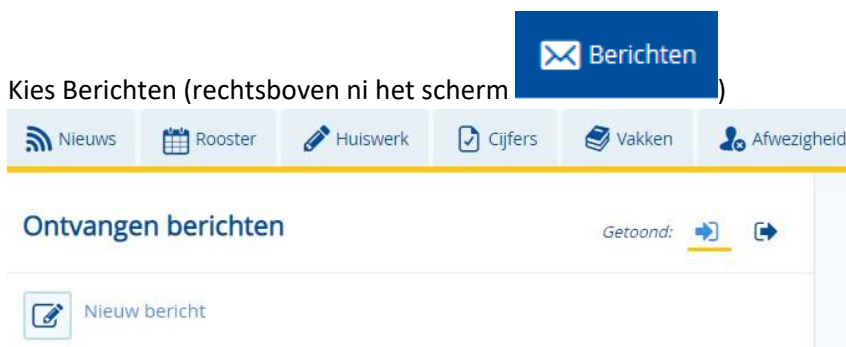 Kies Berichten (rechtsboven ni het scherm Berichten )
Nieuws Rooster Huiswerk Cijfers Vakken Afwezigheid
Ontvangen berichten Getoond:
Nieuw bericht